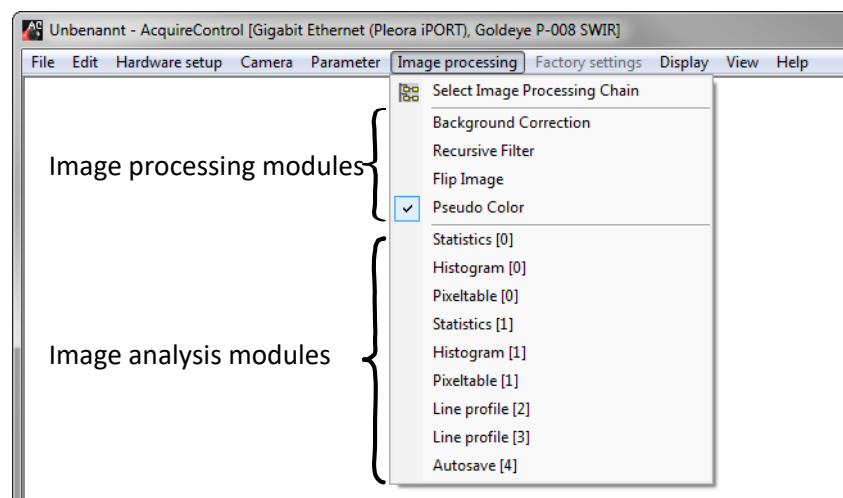 Unbenannt - AcquireControl [Gigabit Ethernet (Pleora iPORT), Goldeye P-008 SWIR]
File Edit Hardware setup Camera Parameter Image processing Factory settings Display View Help
Select Image Processing Chain
Image processing modules
Background Correction
Recursive Filter
Flip Image
Pseudo Color
Image analysis modules
Statistics [0]
Histogram [0]
Pixeltable [0]
Statistics [1]
Histogram [1]
Pixeltable [1]
Line profile [2]
Line profile [3]
Autosave [4]